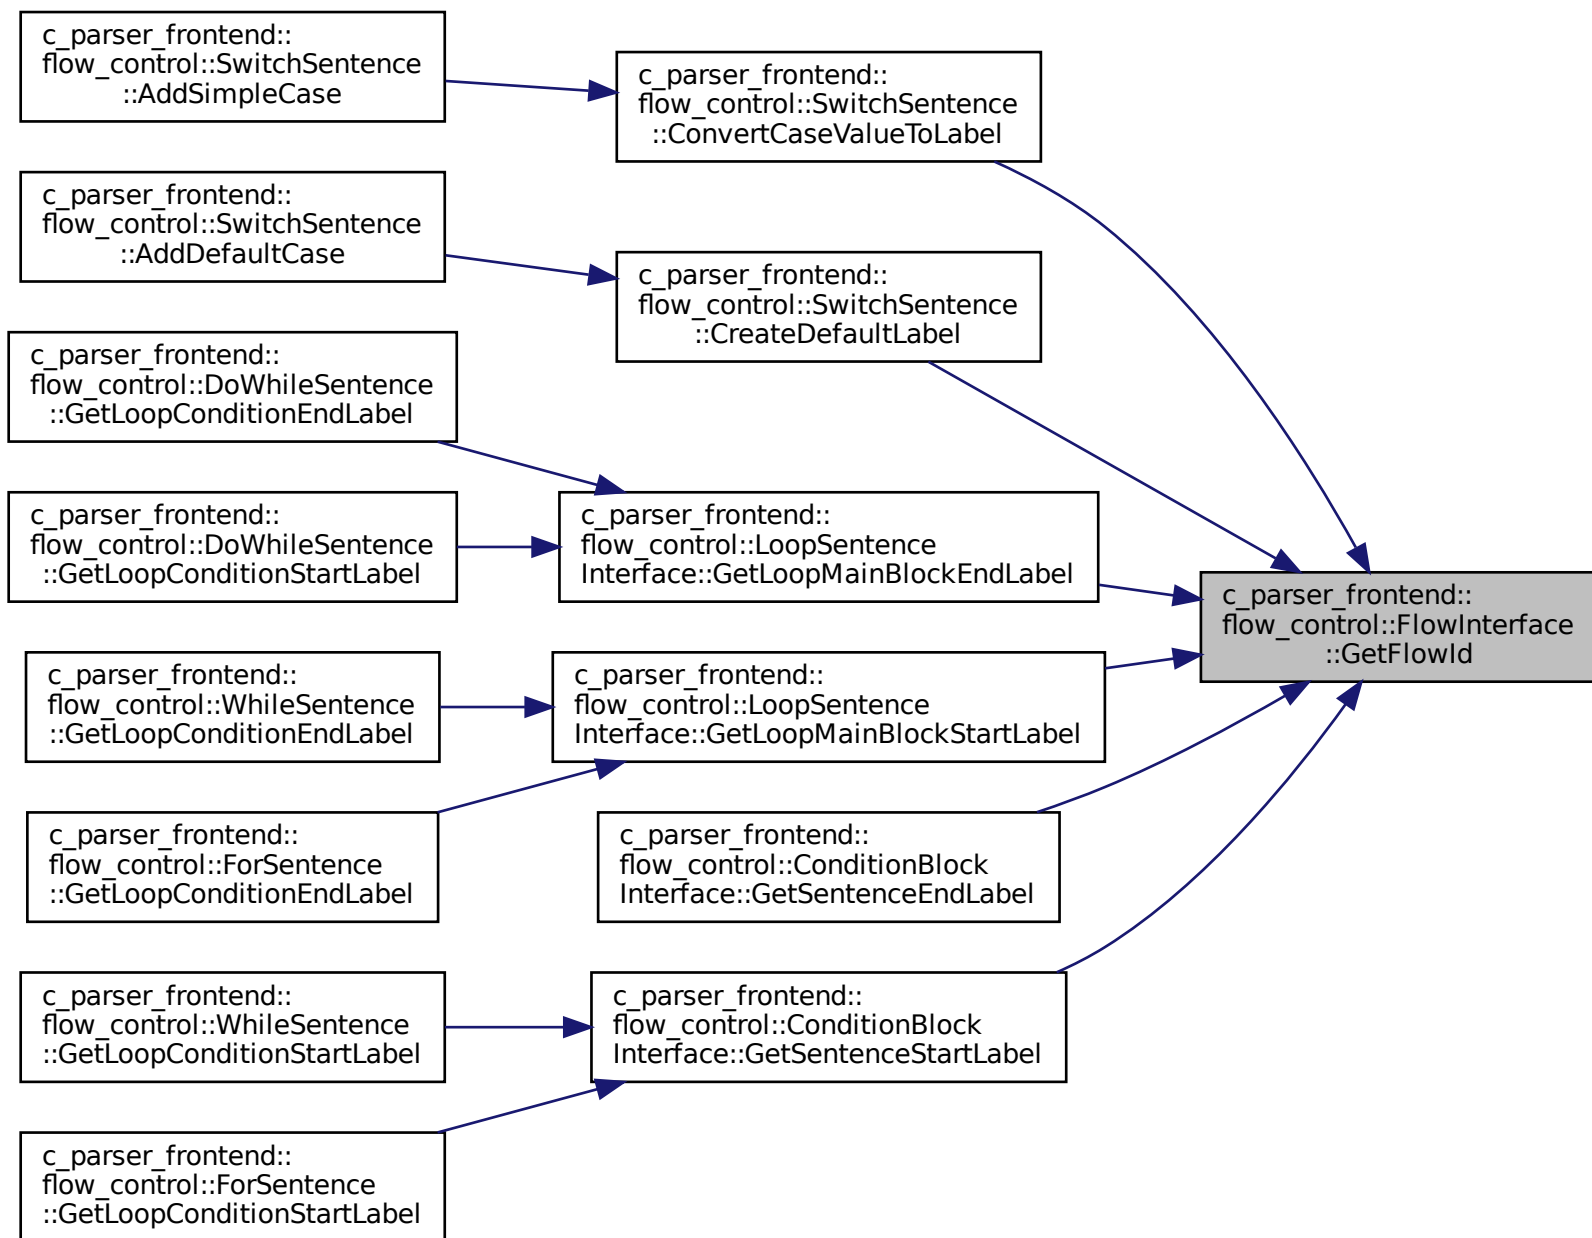 c_parser_frontend::
flow_control::SwitchSentence
::AddSimpleCase
c_parser_frontend::
flow_control::SwitchSentence
::ConvertCaseValueToLabel
c_parser_frontend::
flow_control::SwitchSentence
::AddDefaultCase
c_parser_frontend::
flow_control::SwitchSentence
::CreateDefaultLabel
c_parser_frontend::
flow_control::DoWhileSentence
::GetLoopConditionEndLabel
c_parser_frontend::
flow_control::DoWhileSentence
::GetLoopConditionStartLabel
c_parser_frontend::
flow_control::LoopSentence
Interface::GetLoopMainBlockEndLabel
c_parser_frontend::
flow_control::FlowInterface
::GetFlowId
c_parser_frontend::
flow_control::WhileSentence
::GetLoopConditionEndLabel
c_parser_frontend::
flow_control::LoopSentence
Interface::GetLoopMainBlockStartLabel
c_parser_frontend::
flow_control::ForSentence
::GetLoopConditionEndLabel
c_parser_frontend::
flow_control::ConditionBlock
Interface::GetSentenceEndLabel
c_parser_frontend::
flow_control::WhileSentence
::GetLoopConditionStartLabel
c_parser_frontend::
flow_control::ConditionBlock
Interface::GetSentenceStartLabel
c_parser_frontend::
flow_control::ForSentence
::GetLoopConditionStartLabel